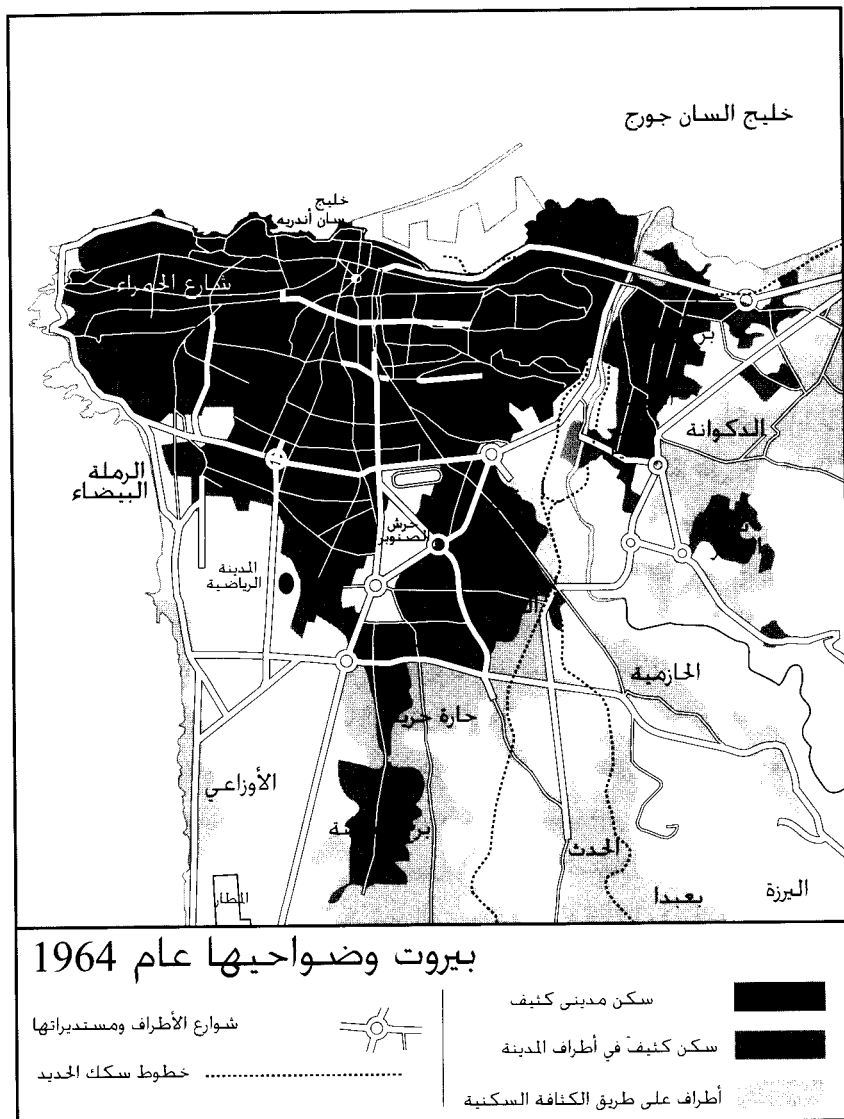 خليج السان جورج
خليج
سان أندريه
شارع الحمراء
الدكوانة
الرملة
البيضاء
حرش
الصنوبر
المدينة
الرياضية
الحازمية
حارة حريك
الأوزاعي
الحدث
بعبدا
اليرزة
المطار
بيروت وضواحيها عام 1964
سكن مديني كثيف
سكن كثيف في أطراف المدينة
أطراف على طريق الكثافة السكنية
شوارع الأطراف ومستديراتها
خطوط سكك الحديد